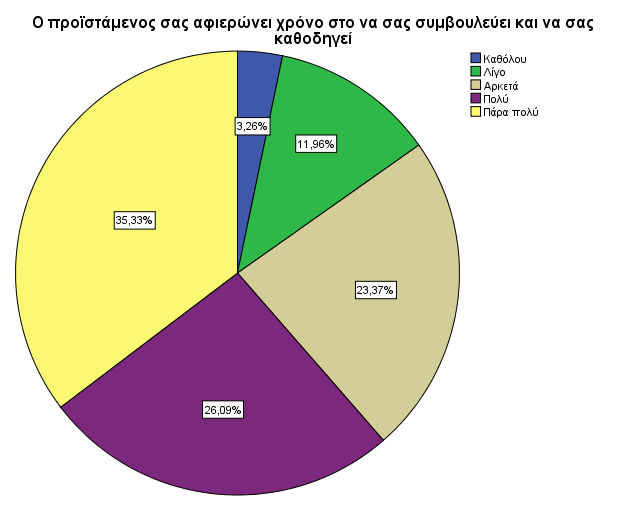 Ο προϊστάμενος σας αφιερώνει χρόνο στο να σας συμβουλεύει και να σας
καθοδηγεί
Καθόλου
Λίγο
Αρκετά
Πολύ
Πάρα πολύ
3,26%
11,96%
35,33%
23,37%
26,09%